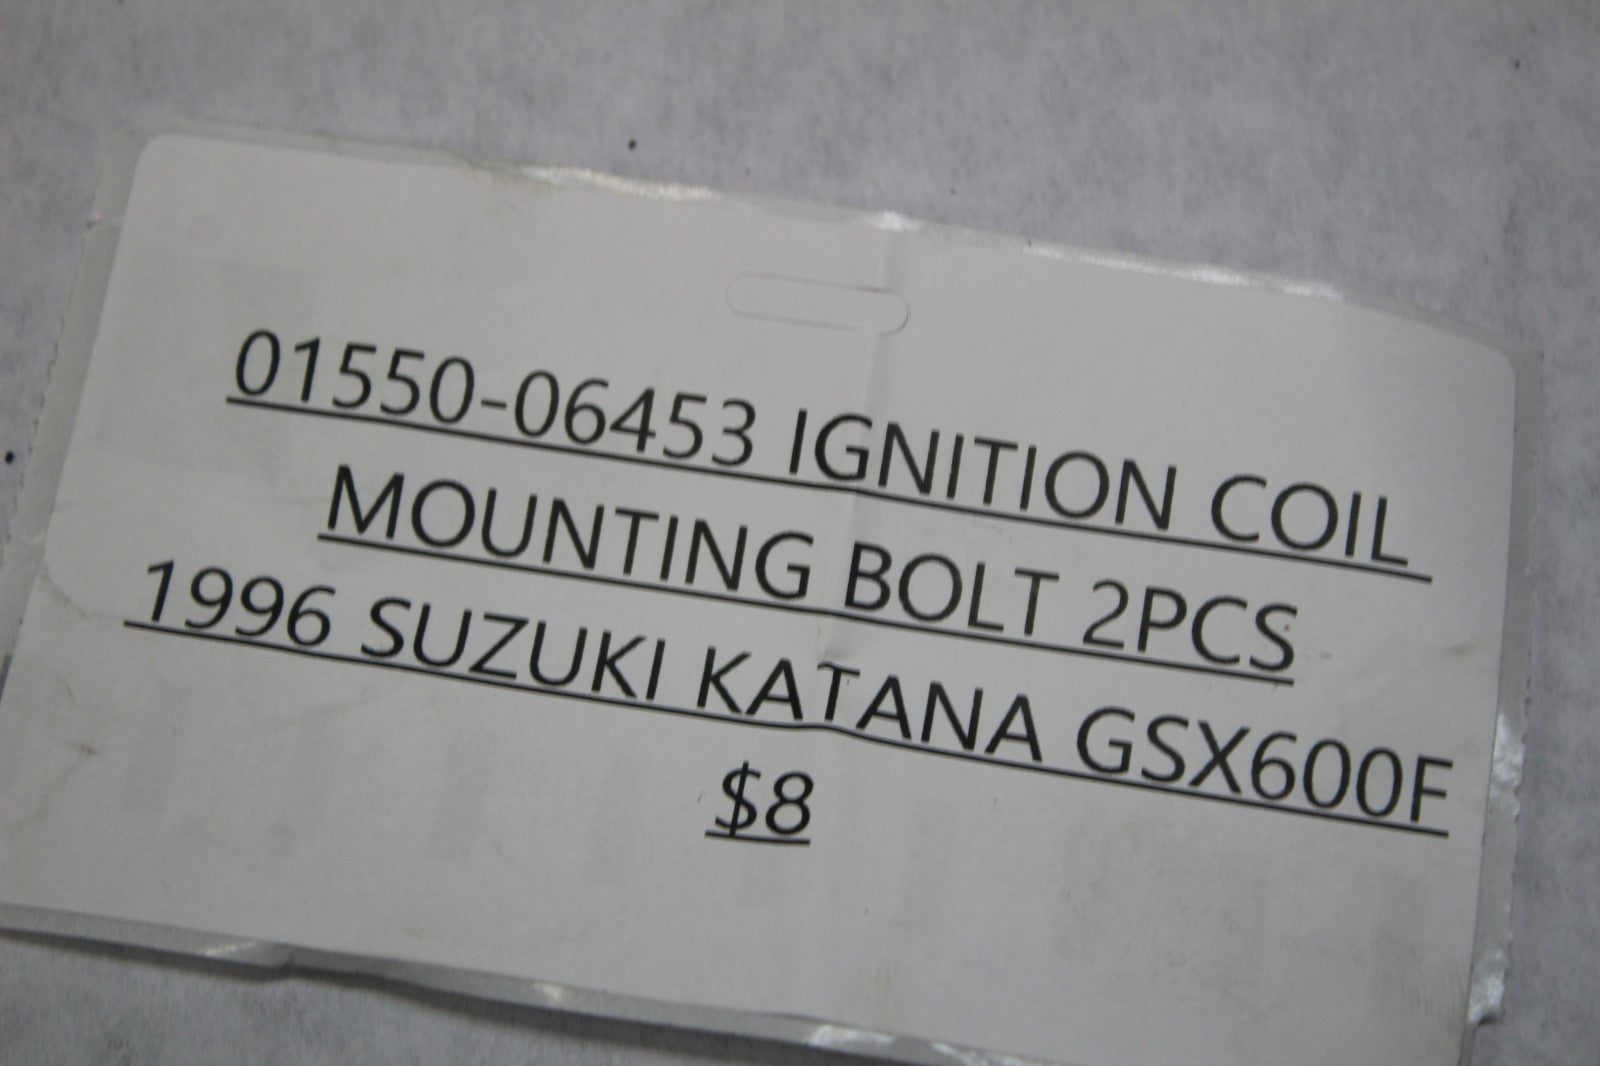 01550-06453 IGNITION COIL
MOUNTING BOLT 2PCS
1996 SUZUKI KATANA GSX600F
$8